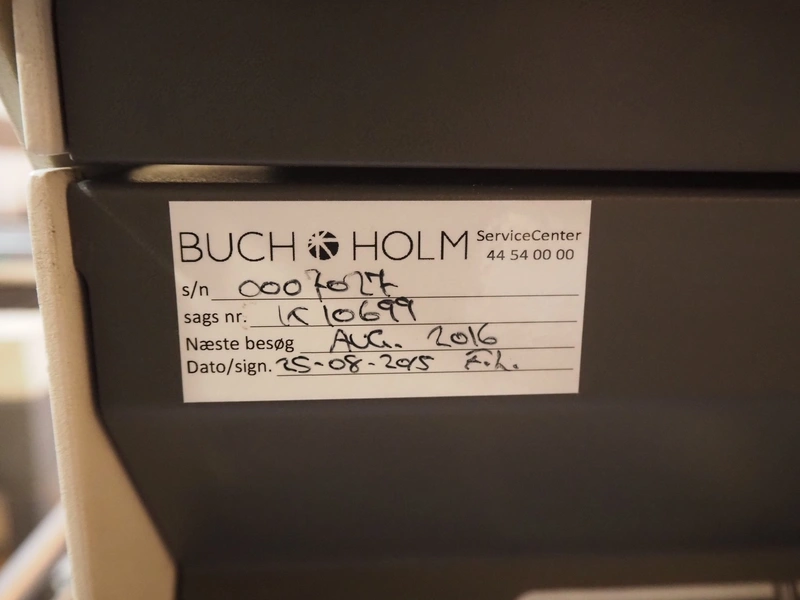 BUCH HOLM ServiceCenter
44 54 00 00
s/n 0007027
sags nr. K10699
Næste besøg AUG. 2016
Dato/sign. 25-08-2015 F.L.